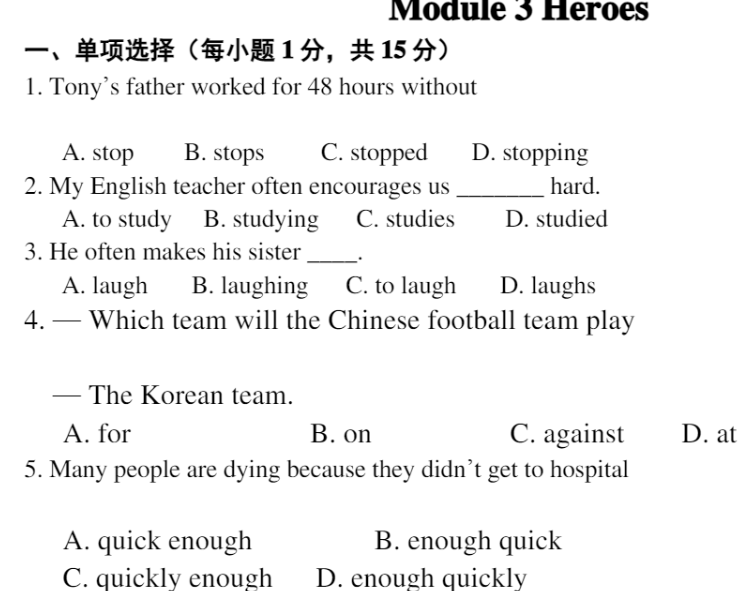 Module 3 Heroes
一、单项选择（每小题 1 分，共 15 分）
1. Tony’s father worked for 48 hours without
A. stop B. stops C. stopped D. stopping
2. My English teacher often encourages us _______ hard.
A. to study B. studying C. studies D. studied
3. He often makes his sister ____.
A. laugh B. laughing C. to laugh D. laughs
4. — Which team will the Chinese football team play
— The Korean team.
A. for B. on C. against D. at
5. Many people are dying because they didn’t get to hospital
A. quick enough B. enough quick
C. quickly enough D. enough quickly